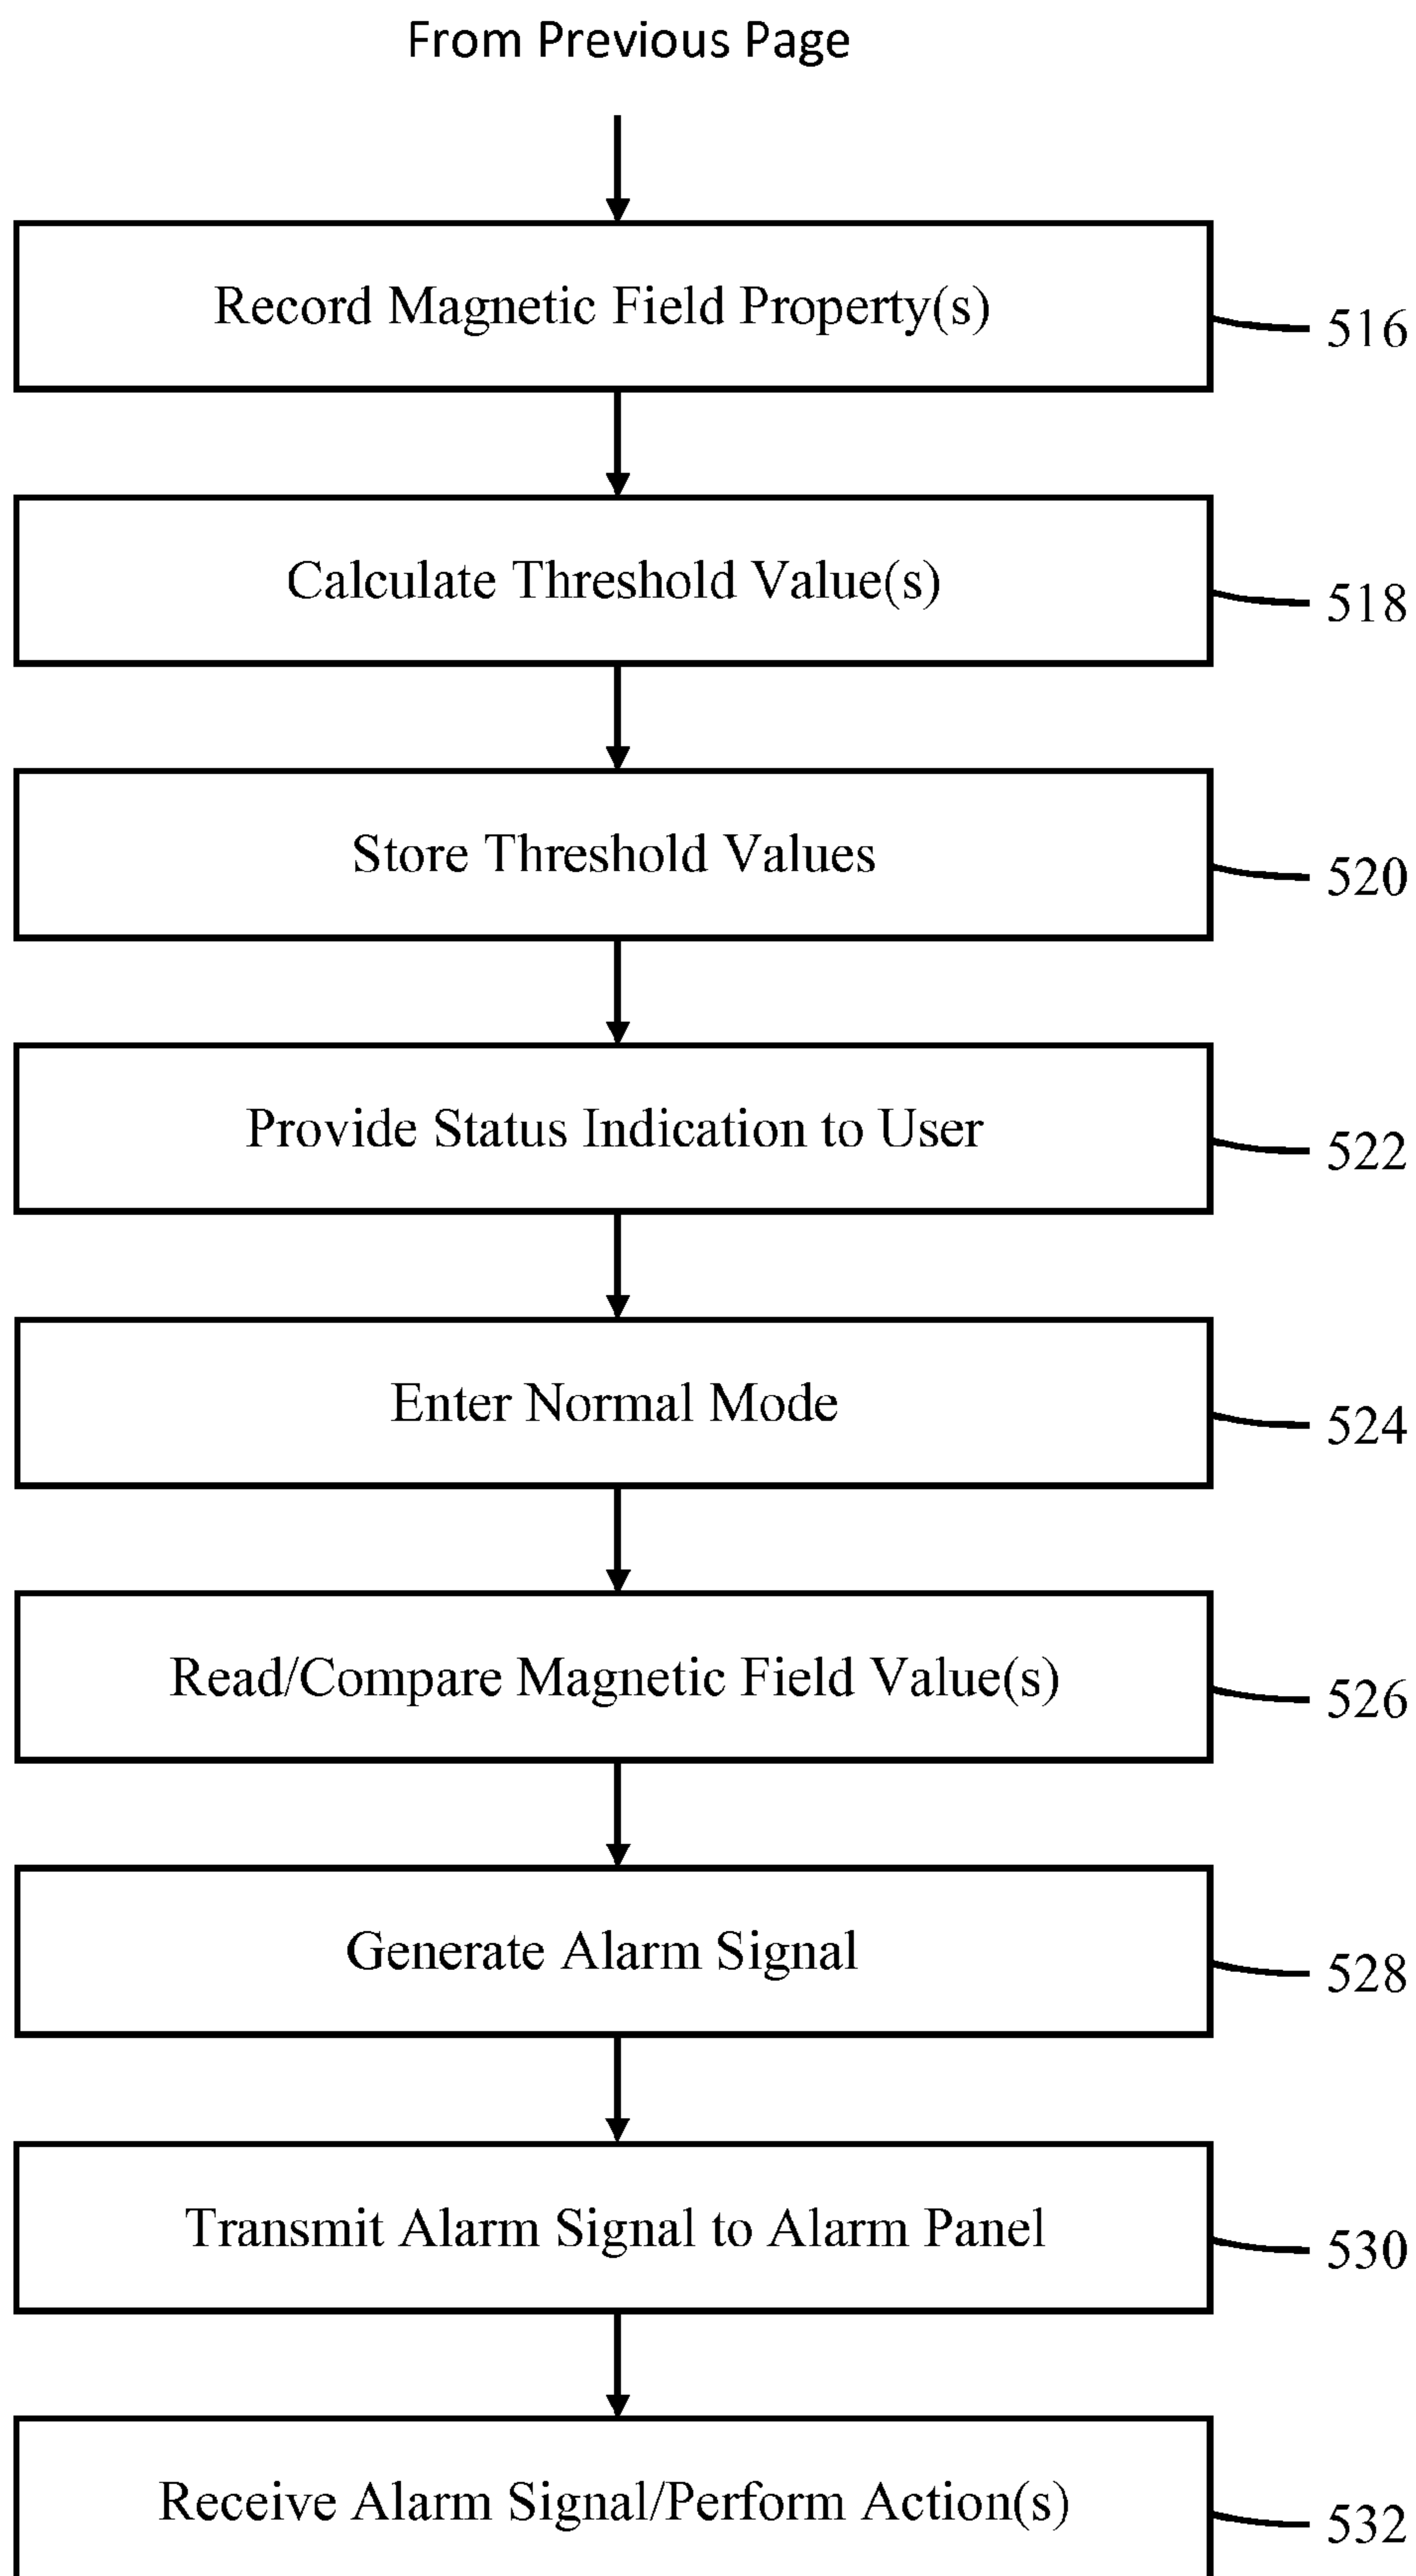 From Previous Page
Record Magnetic Field Property(s)
516
Calculate Threshold Value(s)
518
Store Threshold Values
520
Provide Status Indication to User
522
Enter Normal Mode
524
Read/Compare Magnetic Field Value(s)
526
Generate Alarm Signal
528
Transmit Alarm Signal to Alarm Panel
530
Receive Alarm Signal/Perform Action(s)
532